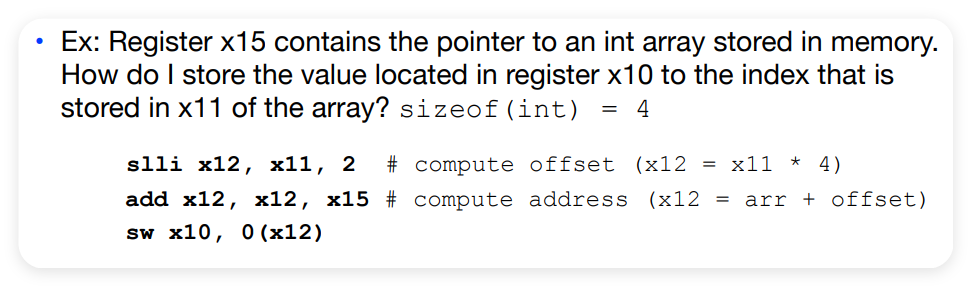 • Ex: Register x15 contains the pointer to an int array stored in memory.
How do I store the value located in register x10 to the index that is
stored in x11 of the array? sizeof(int) = 4
slli x12, x11, 2 # compute offset (x12 = x11 * 4)
add x12, x12, x15 # compute address (x12 = arr + offset)
sw x10, 0(x12)